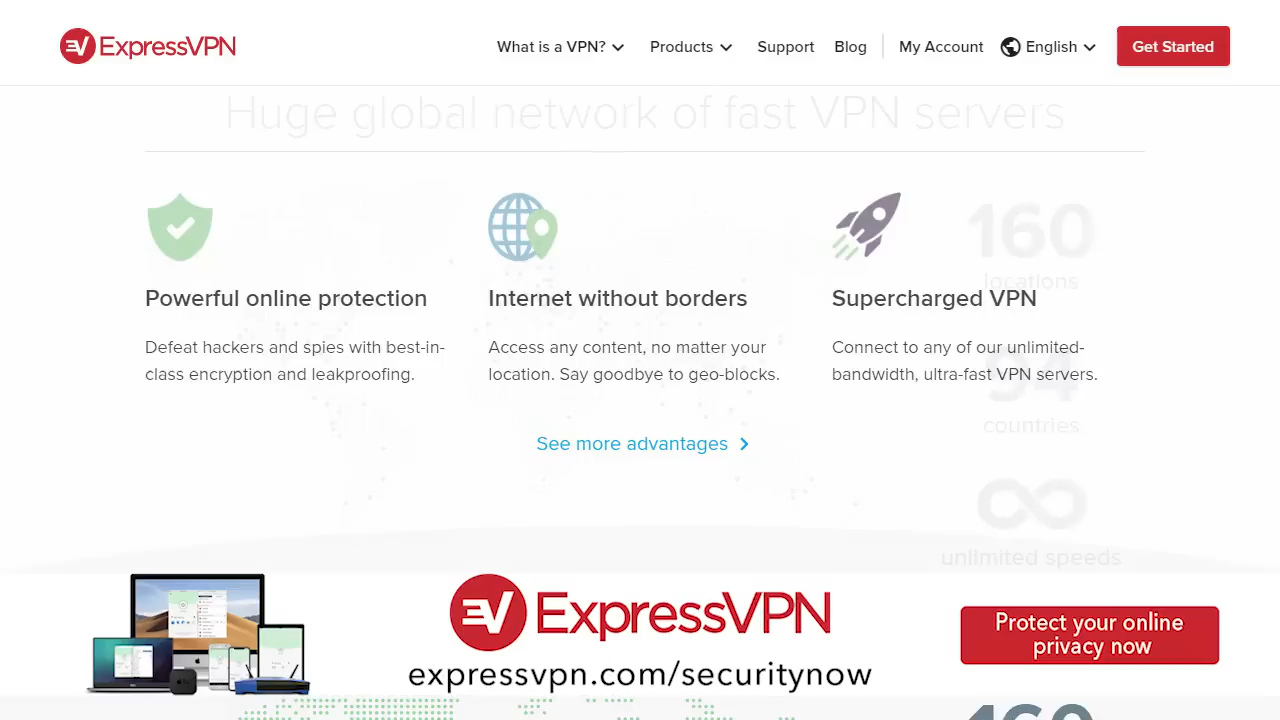 ExpressVPN
What is a VPN?
Products
Support
Blog
My Account
English
Get Started
Huge global network of fast VPN servers
160
locations
Powerful online protection
Internet without borders
Supercharged VPN
Defeat hackers and spies with best-in-
class encryption and leakproofing.
Access any content, no matter your
location. Say goodbye to geo-blocks.
Connect to any of our unlimited-
bandwidth, ultra-fast VPN servers.
94
countries
See more advantages
unlimited speeds
ExpressVPN
expressvpn.com/securitynow
Protect your online
privacy now
160